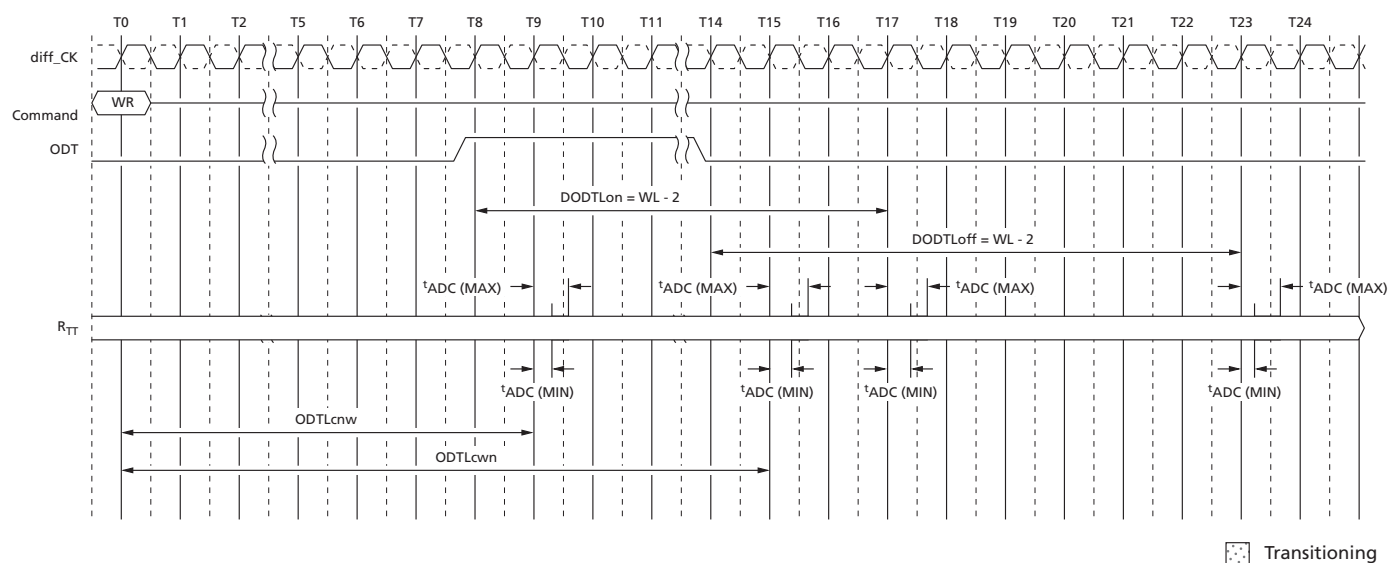 T0 T1 T2 T5 T6 T7 T8 T9 T10 T11 T14 T15 T16 T17 T18 T19 T20 T21 T22 T23 T24
diff_CK
WR
Command
ODT
DODTLon = WL - 2
DODTLoff = WL - 2
tADC (MAX) tADC (MAX) tADC (MAX) tADC (MAX)
RTT
tADC (MIN) tADC (MIN) tADC (MIN) tADC (MIN)
ODTLcnw
ODTLcwn
Transitioning